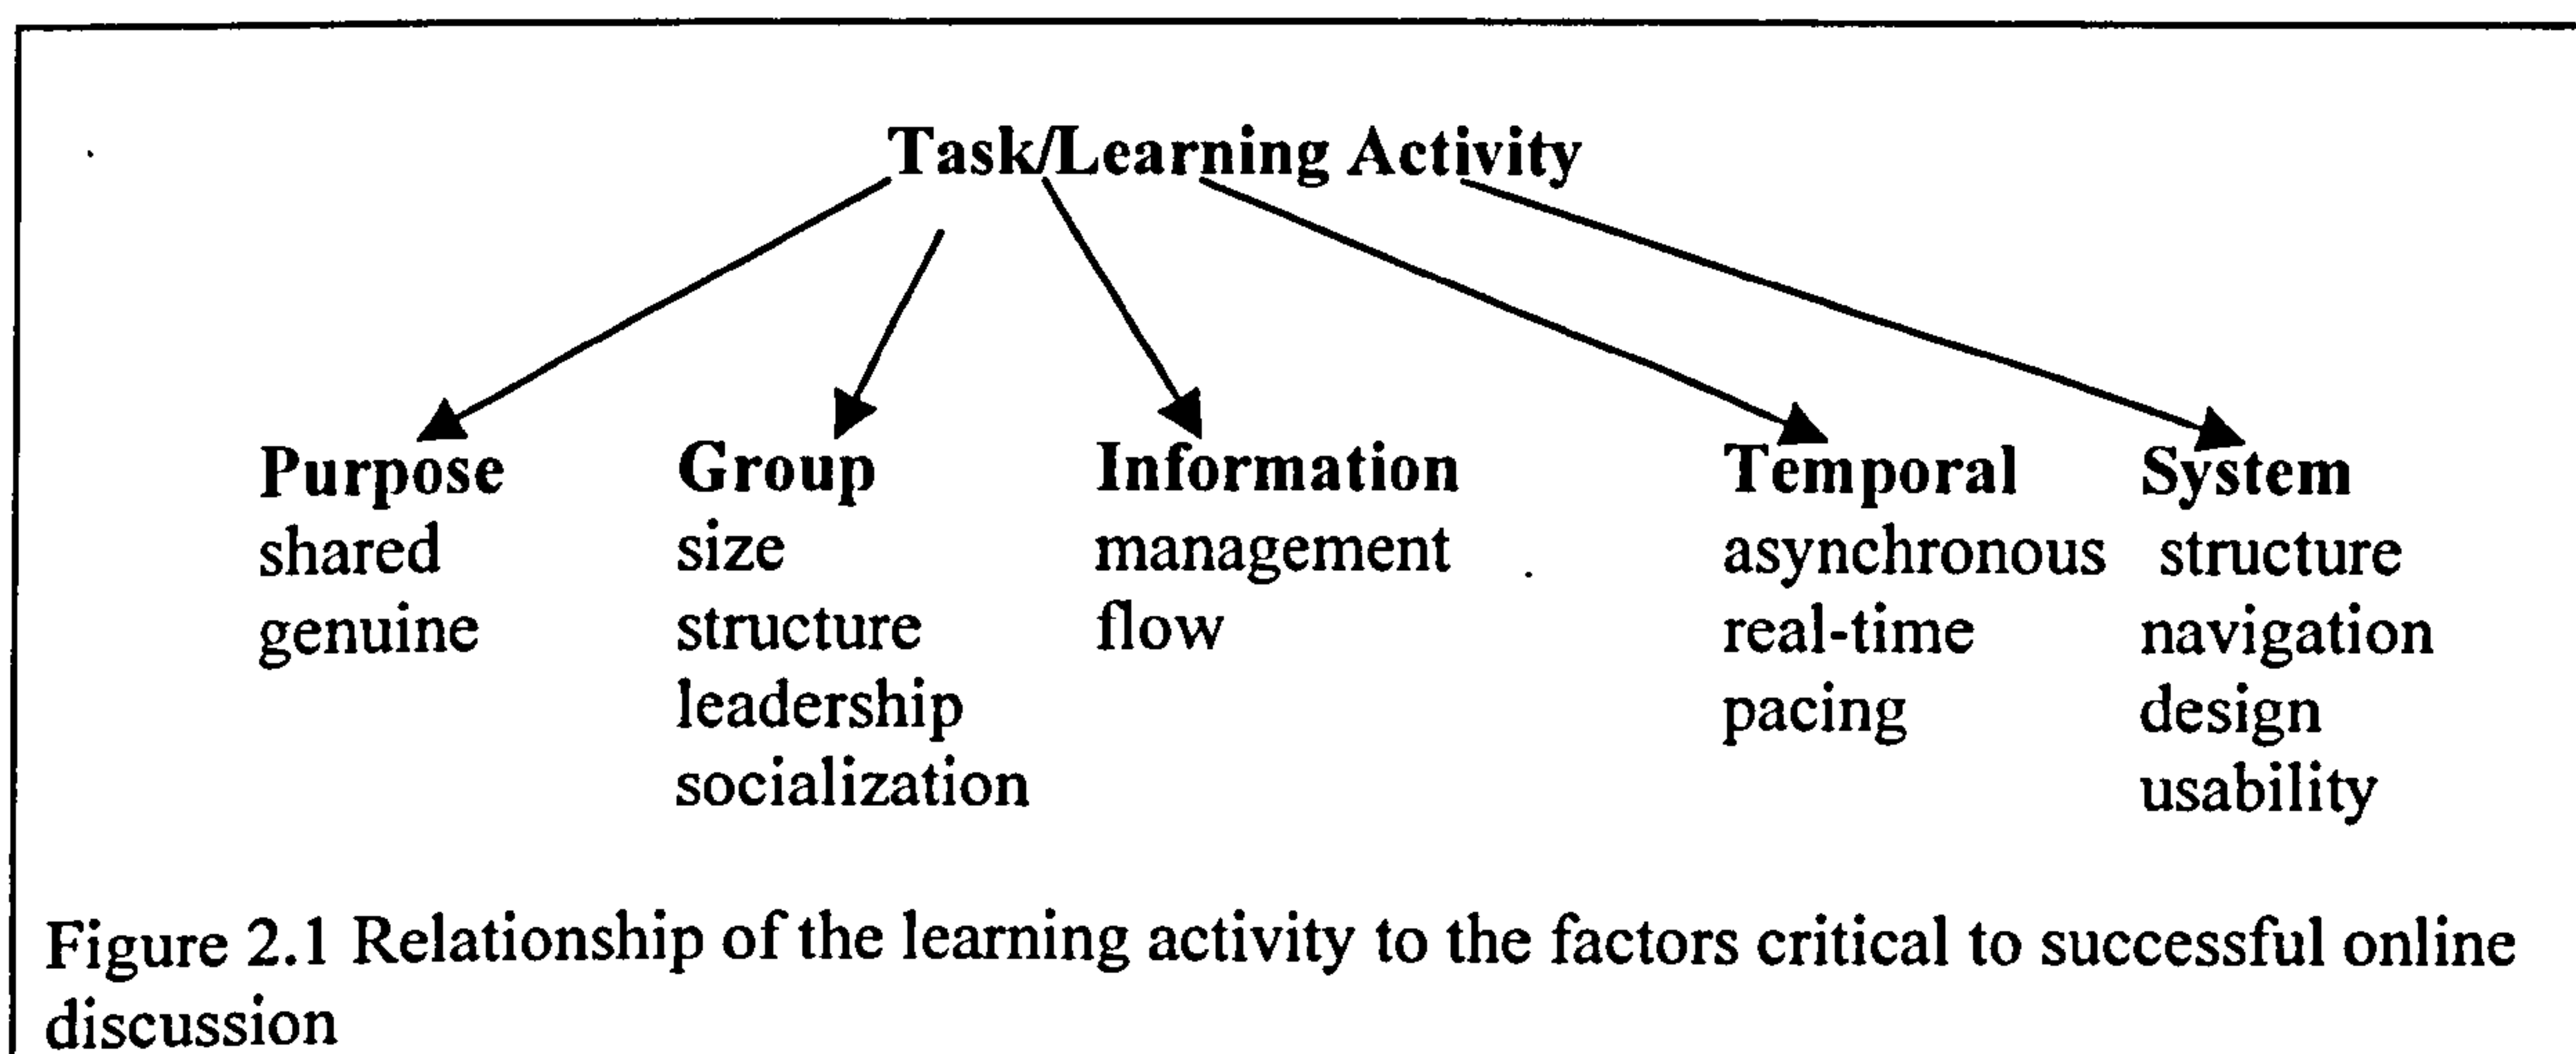 Task/Learning Activity
Purpose Group Information Temporal System
shared size management asynchronous structure
genuine structure flow real-time navigation
leadership pacing design
socialization usability
Figure 2.1 Relationship of the learning activity to the factors critical to successful online
discussion